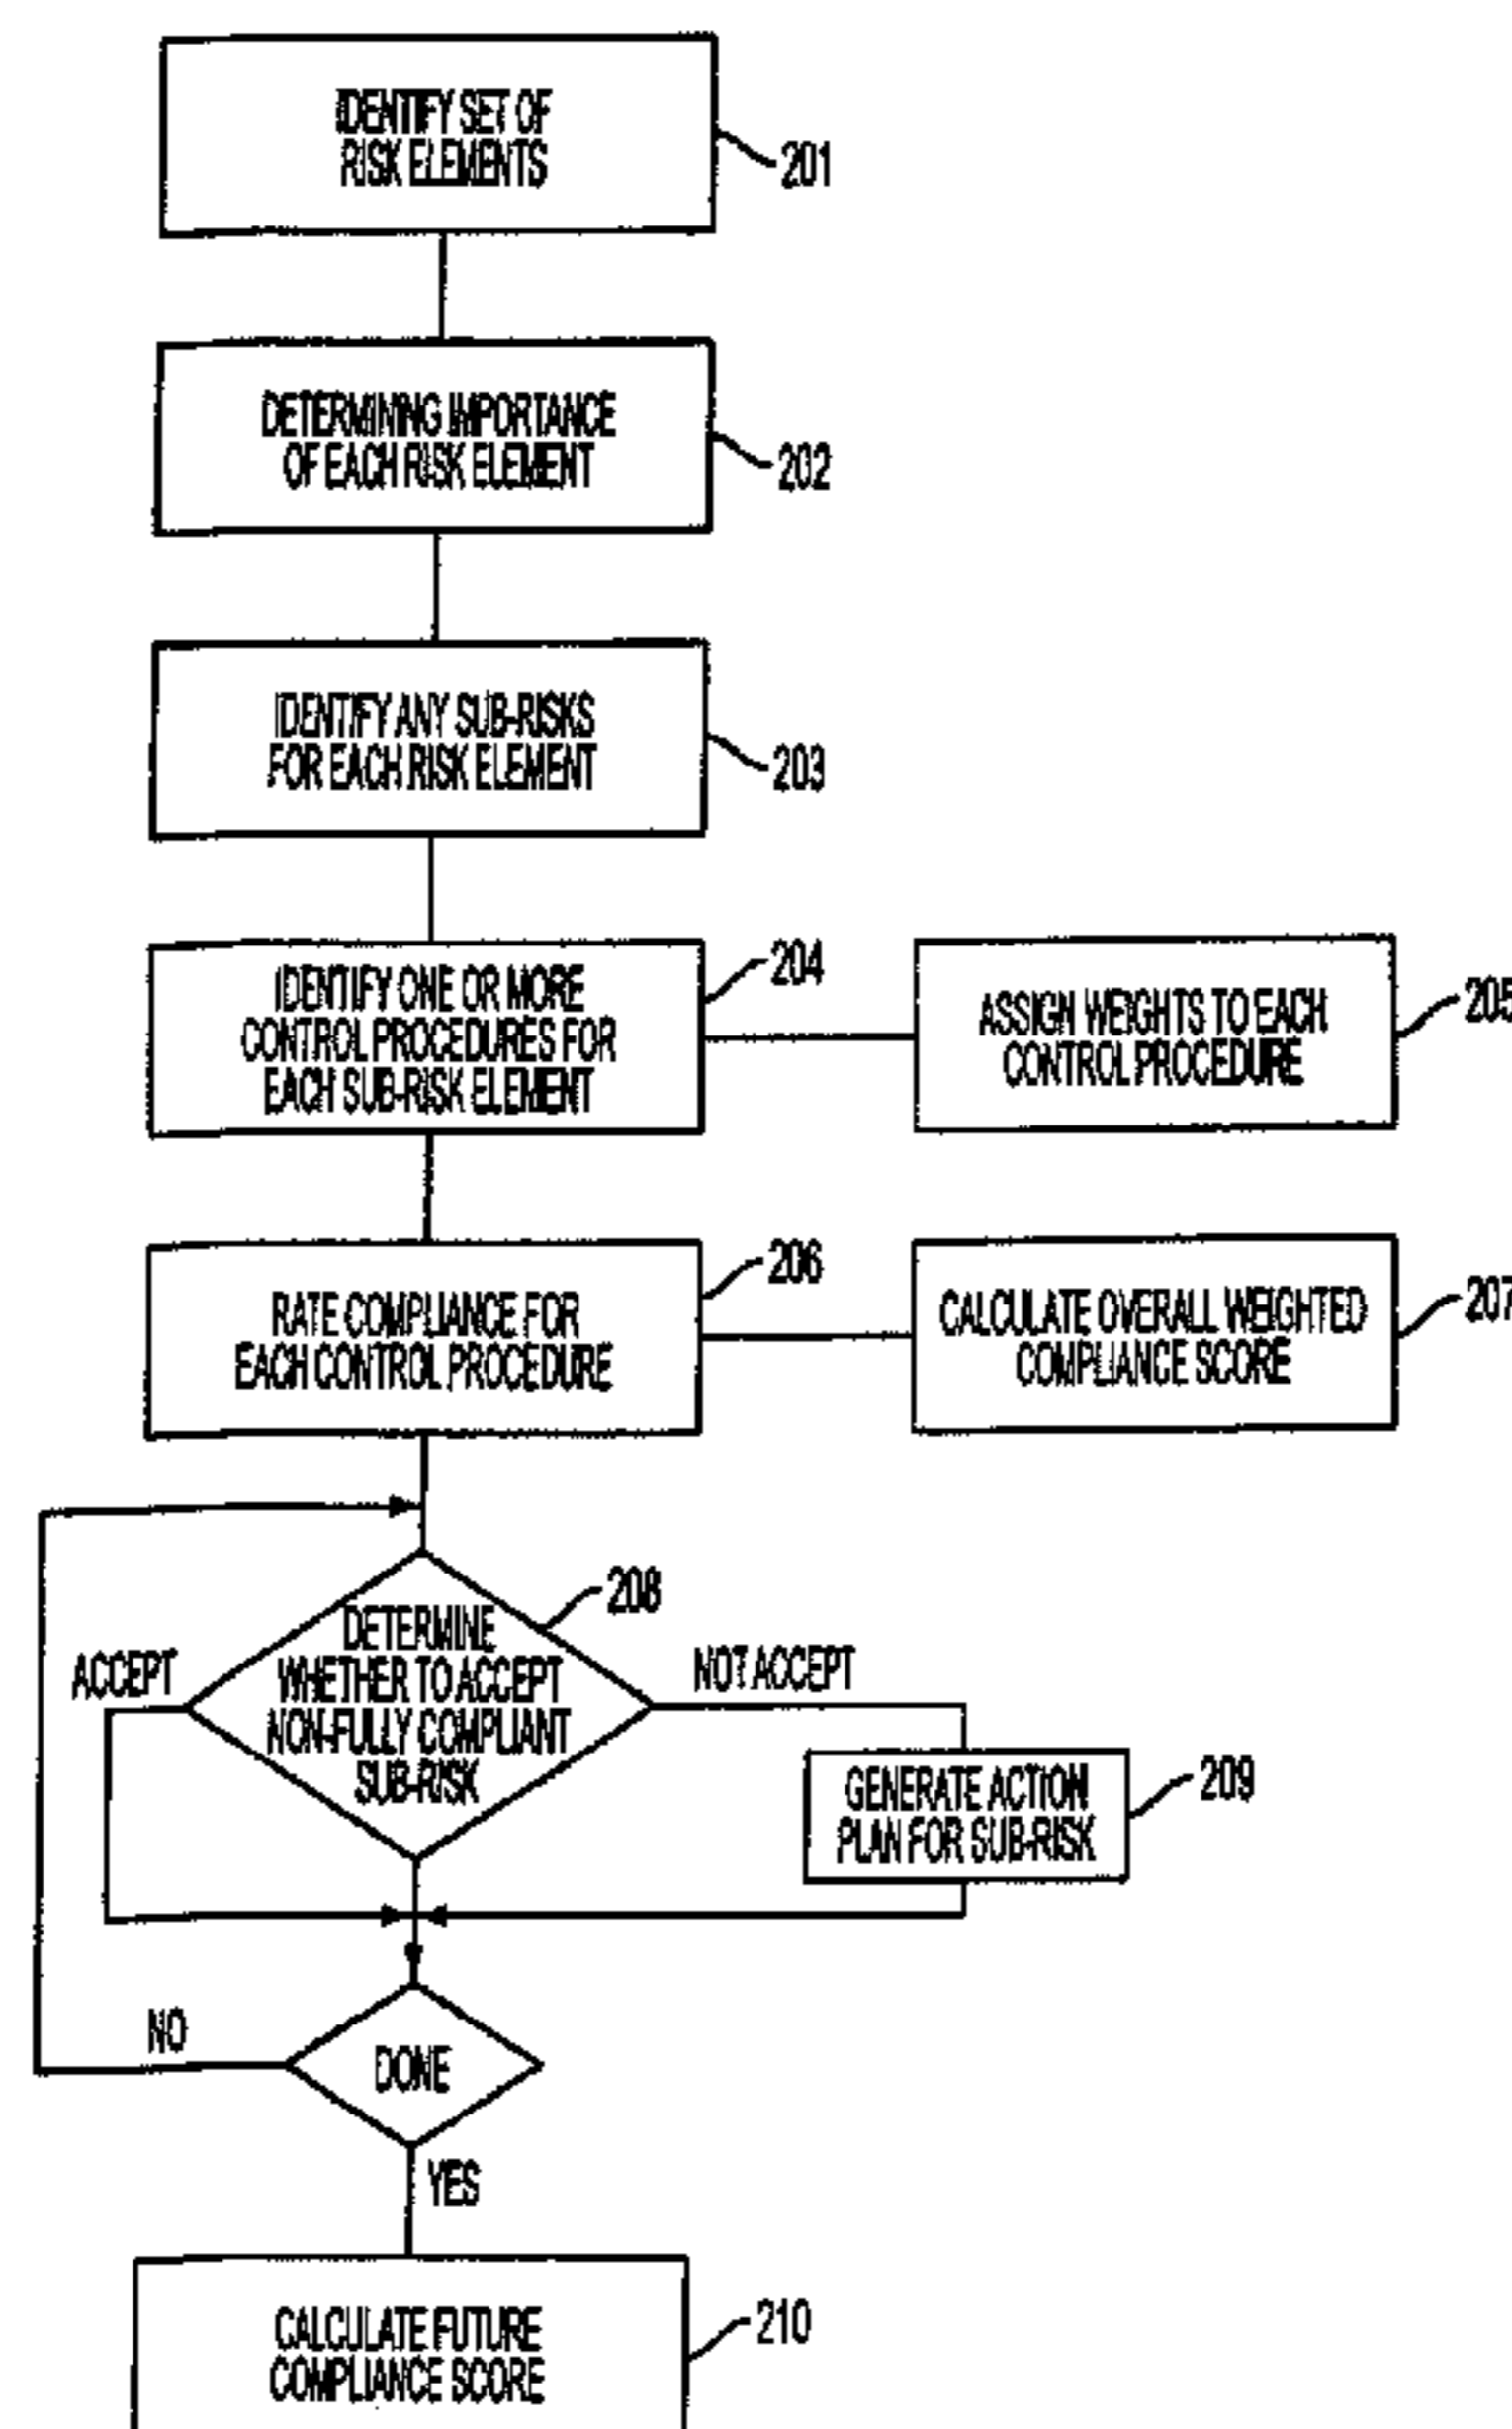 IDENTIFY SET OF
RISK ELEMENTS
201
DETERMINING IMPORTANCE
OF EACH RISK ELEMENT
202
IDENTIFY ANY SUB-RISKS
FOR EACH RISK ELEMENT
203
IDENTIFY ONE OR MORE
CONTROL PROCEDURES FOR
EACH SUB-RISK ELEMENT
204
ASSIGN WEIGHTS TO EACH
CONTROL PROCEDURE
205
RATE COMPLIANCE FOR
EACH CONTROL PROCEDURE
206
CALCULATE OVERALL WEIGHTED
COMPLIANCE SCORE
207
DETERMINE
WHETHER TO ACCEPT
NON-FULLY COMPLIANT
SUB-RISK
208
ACCEPT
NOT ACCEPT
GENERATE ACTION
PLAN FOR SUB-RISK
209
NO
DONE
YES
CALCULATE FUTURE
COMPLIANCE SCORE
210